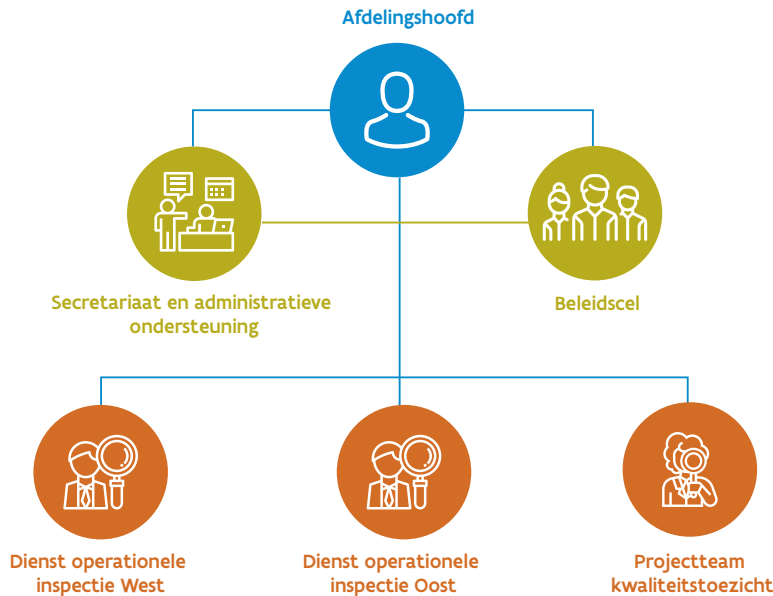 Afdelingshoofd
Secretariaat en administratieve
ondersteuning
Beleidscel
Dienst operationele
inspectie West
Dienst operationele
inspectie Oost
Projectteam
kwaliteitstoezicht